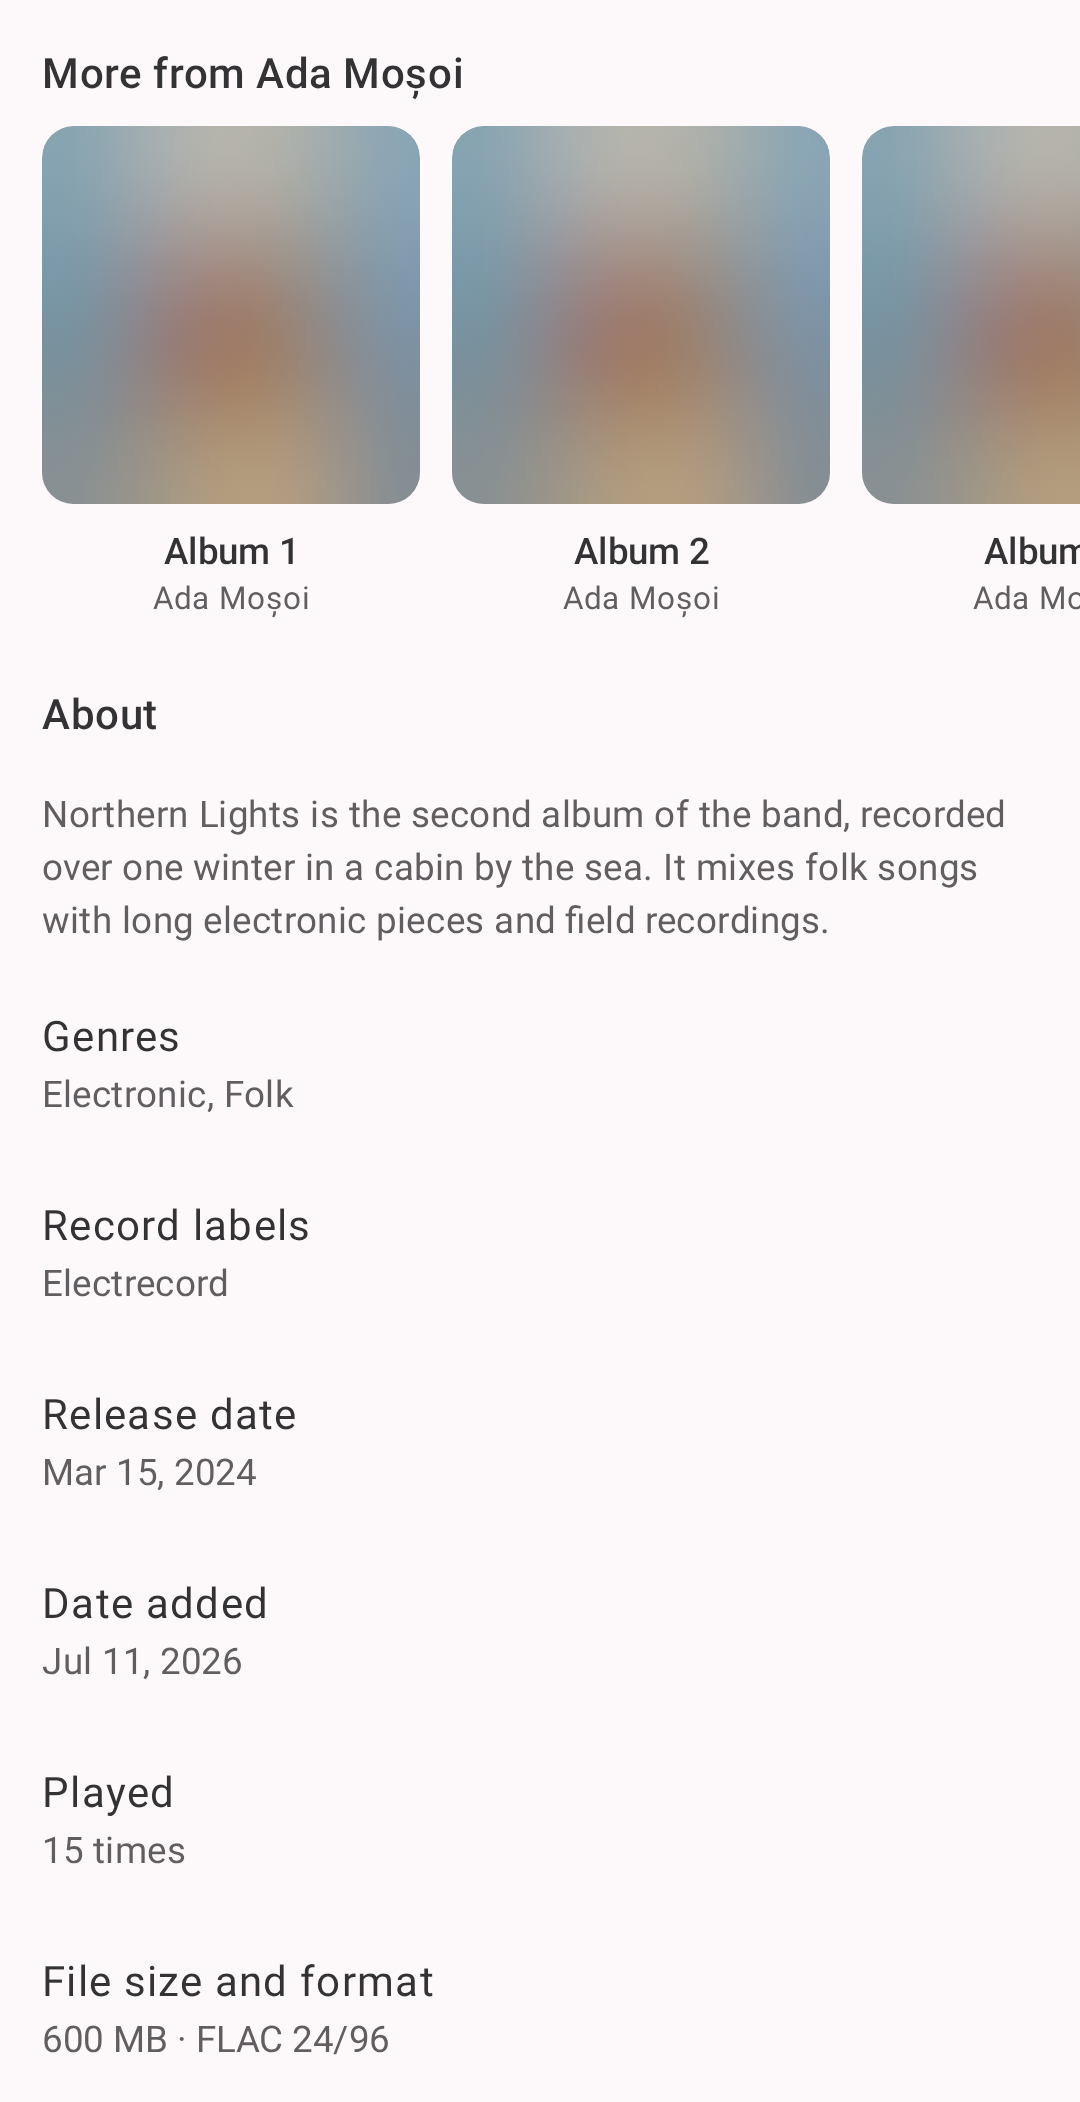 More from Ada Moșoi
Album 1
Ada Moșoi
Album 2
Ada Moșoi
Album
Ada Mo
About
Northern Lights is the second album of the band, recorded
over one winter in a cabin by the sea. It mixes folk songs
with long electronic pieces and field recordings.
Genres
Electronic, Folk
Record labels
Electrecord
Release date
Mar 15, 2024
Date added
Jul 11, 2026
Played
15 times
File size and format
600 MB · FLAC 24/96